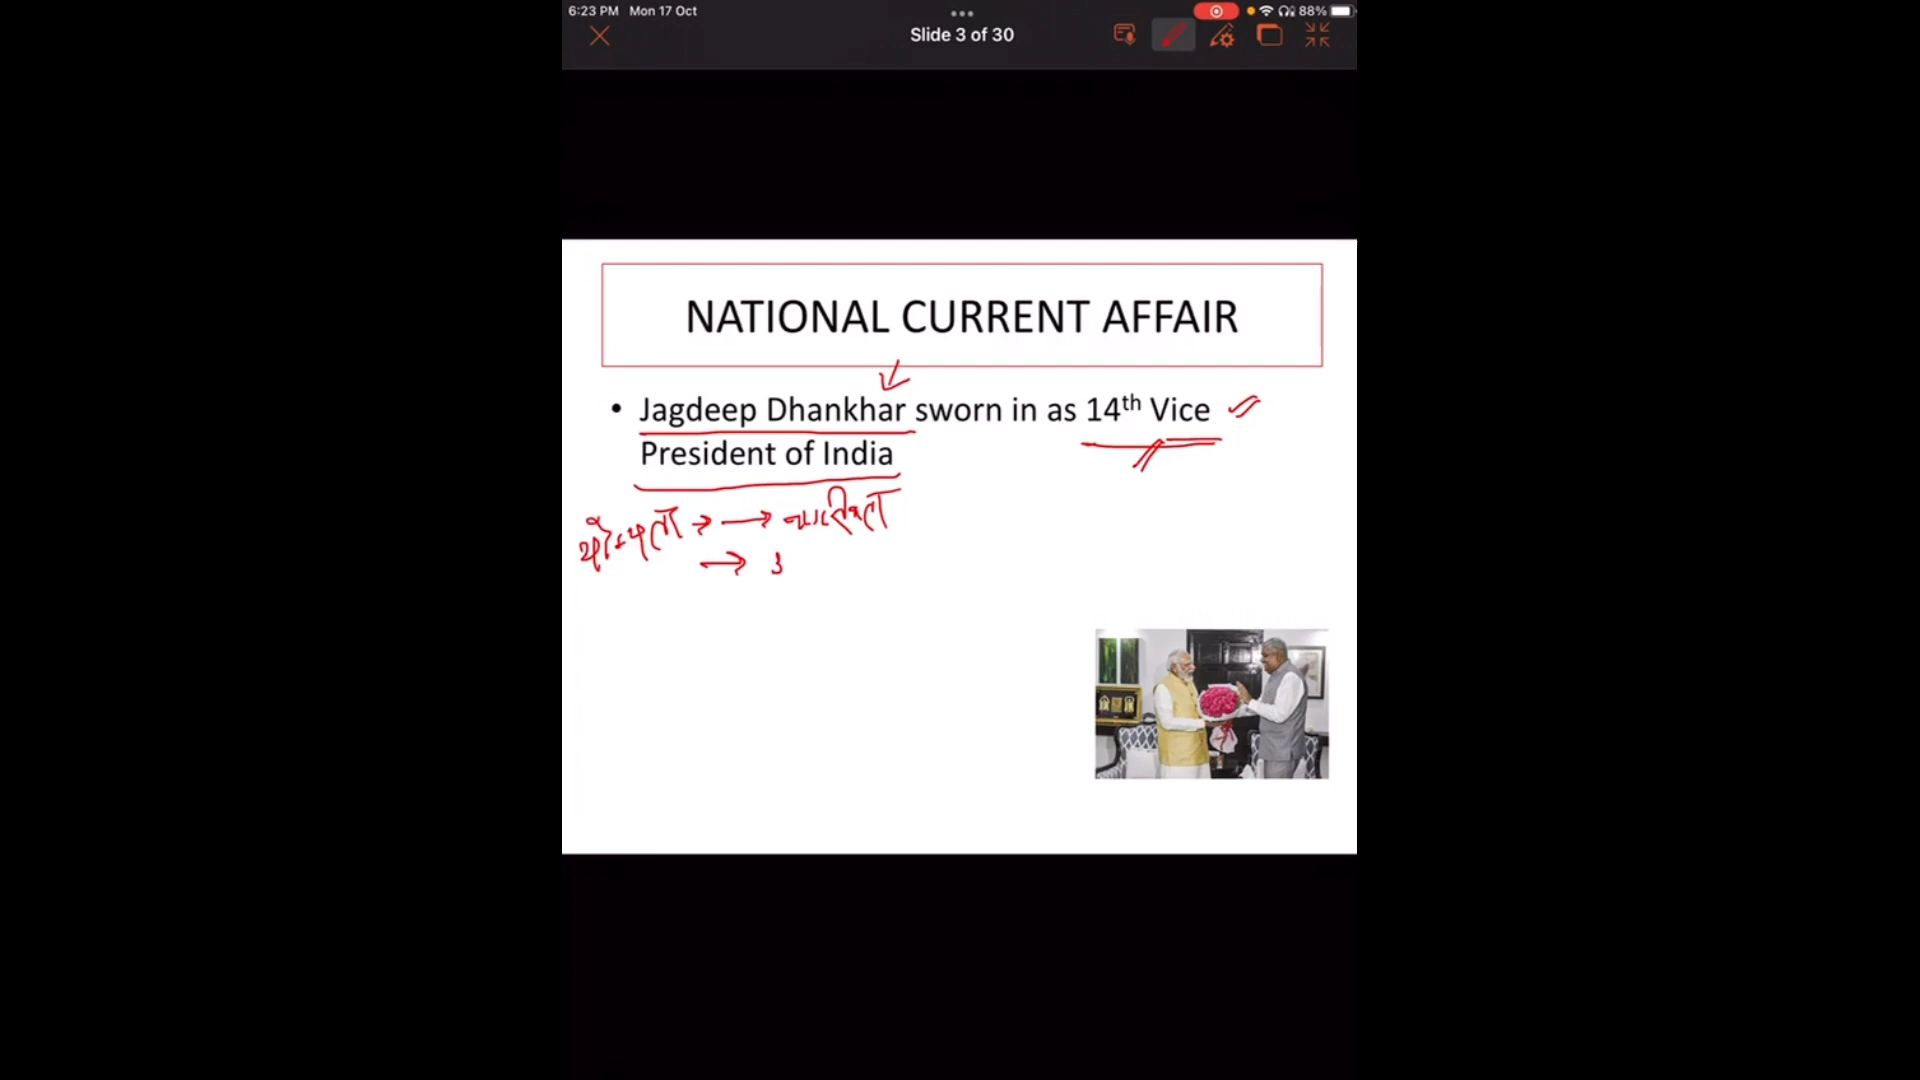 6:23 PM Mon 17 Oct
88%
Slide 3 of 30
NATIONAL CURRENT AFFAIR
• Jagdeep Dhankhar sworn in as 14th Vice
President of India
योग्यता → → नागरिकता
→